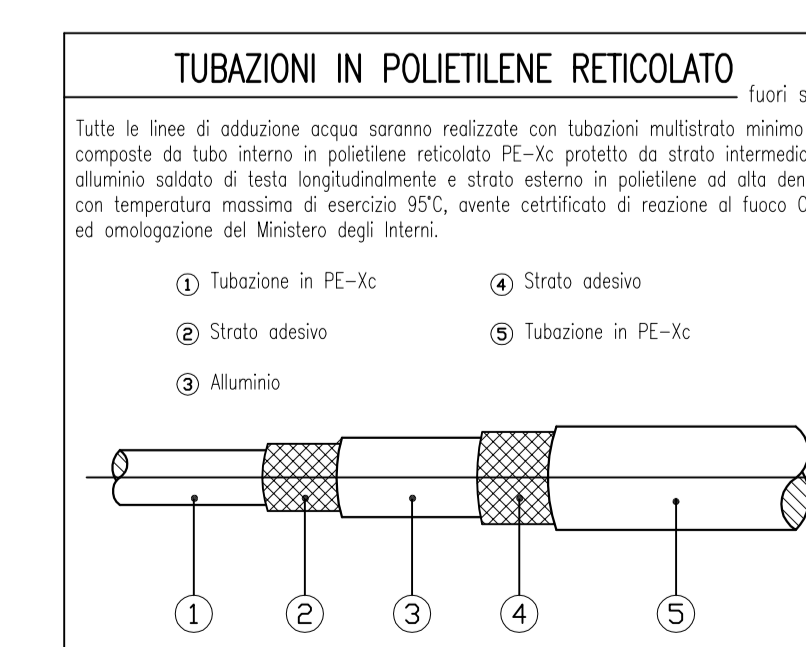 TUBAZIONI IN POLIETILENE RETICOLATO
fuori s
Tutte le linee di adduzione acqua saranno realizzate con tubazioni multistrato minimo
composte da tubo interno in polietilene reticolato PE-Xc protetto da strato intermedio
alluminio saldato di testa longitudinalmente e strato esterno in polietilene ad alta den
con temperatura massima di esercizio 95°C, avente cetrtificato di reazione al fuoco C
ed omologazione del Ministero degli Interni.
1 Tubazione in PE-Xc
4 Strato adesivo
2 Strato adesivo
5 Tubazione in PE-Xc
3 Alluminio
1 2 3 4 5